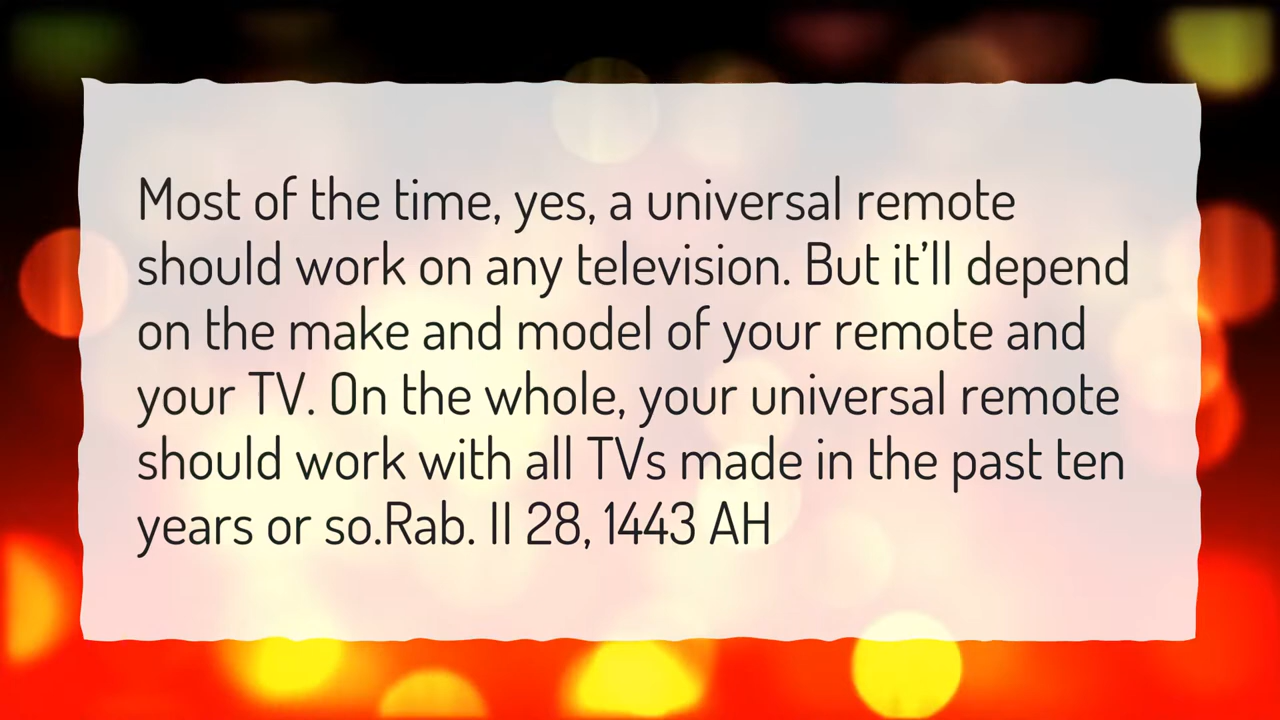 Most of the time, yes, a universal remote
should work on any television. But it’ll depend
on the make and model of your remote and
your TV. On the whole, your universal remote
should work with all TVs made in the past ten
years or so.Rab. II 28, 1443 AH